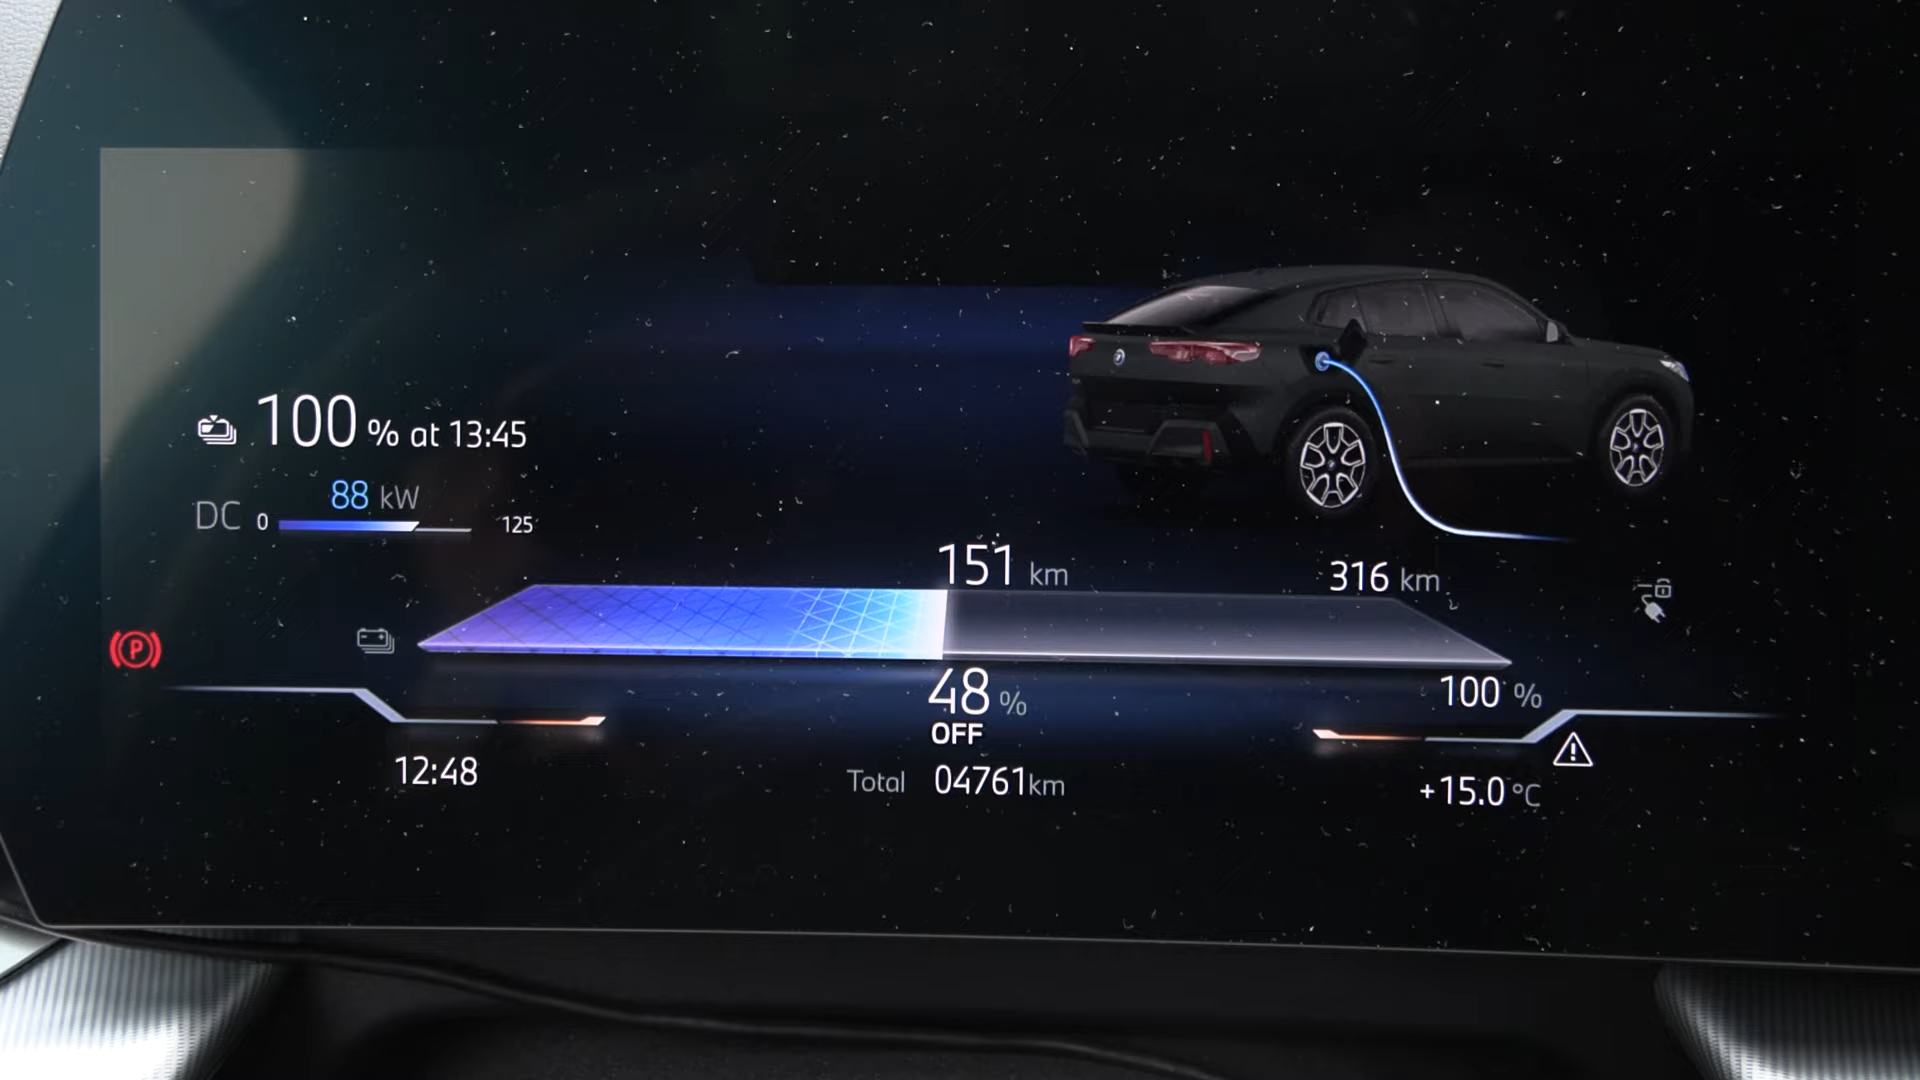 100 % at 13:45
88 kW
DC 0 125
151 km
316 km
P
48 %
100 %
OFF
12:48
Total 04761km
+15.0 °C